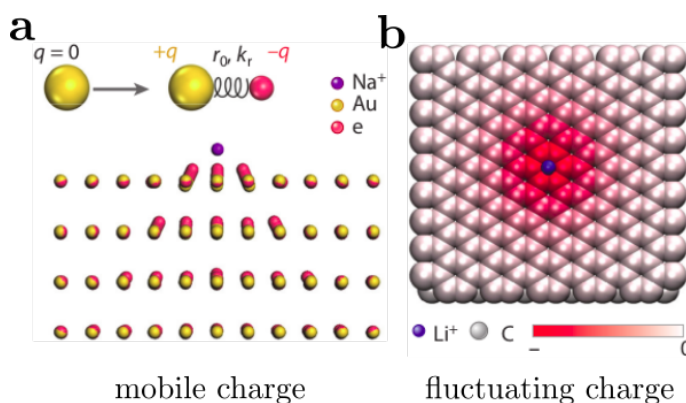 a
q = 0
+q
r₀, kᵣ
−q
Na⁺
Au
e
mobile charge
b
Li⁺
C
−
0
fluctuating charge